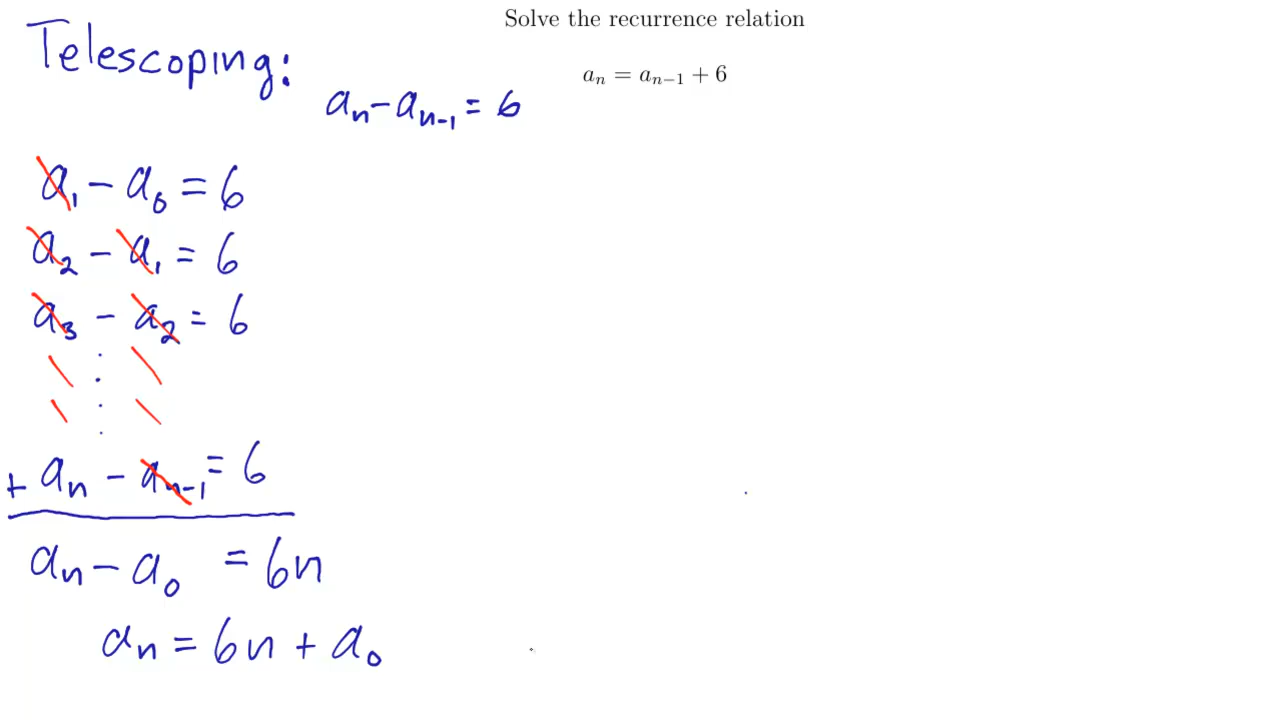 Solve the recurrence relation
aₙ = aₙ₋₁ + 6
Telescoping:
aₙ - aₙ₋₁ = 6
a₁ - a₀ = 6
a₂ - a₁ = 6
a₃ - a₂ = 6
⋮
+ aₙ - aₙ₋₁ = 6
aₙ - a₀ = 6n
aₙ = 6n + a₀